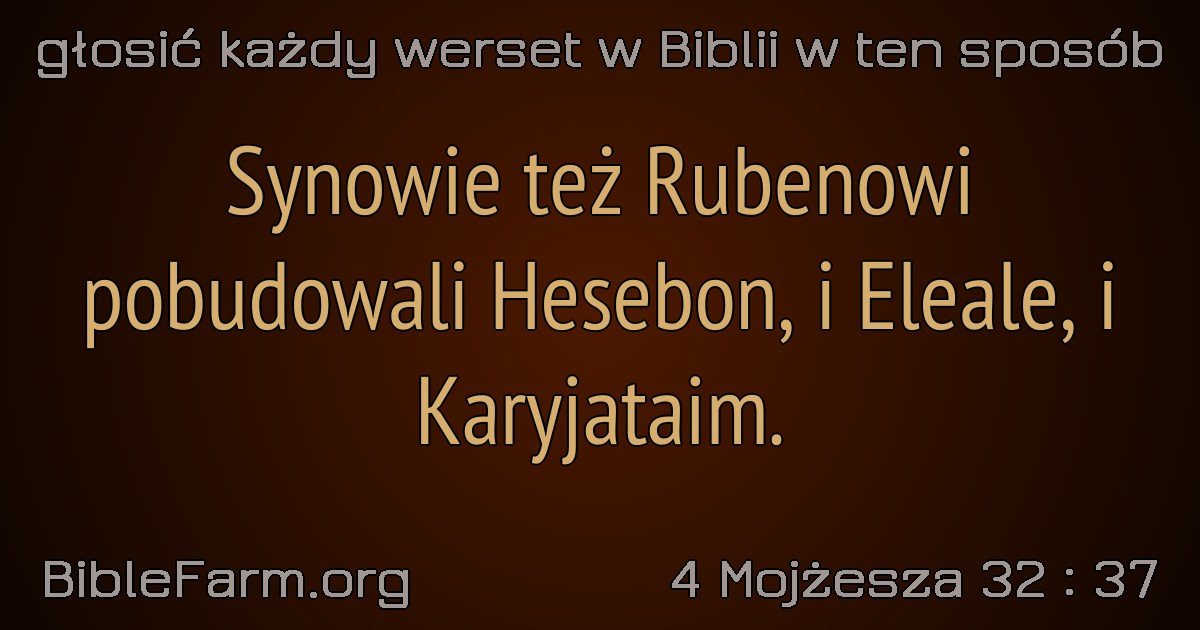 głosić każdy werset w Biblii w ten sposób
Synowie też Rubenowi
pobudowali Hesebon, i Eleale, i
Karyjataim.
BibleFarm.org
4 Mojżesza 32 : 37